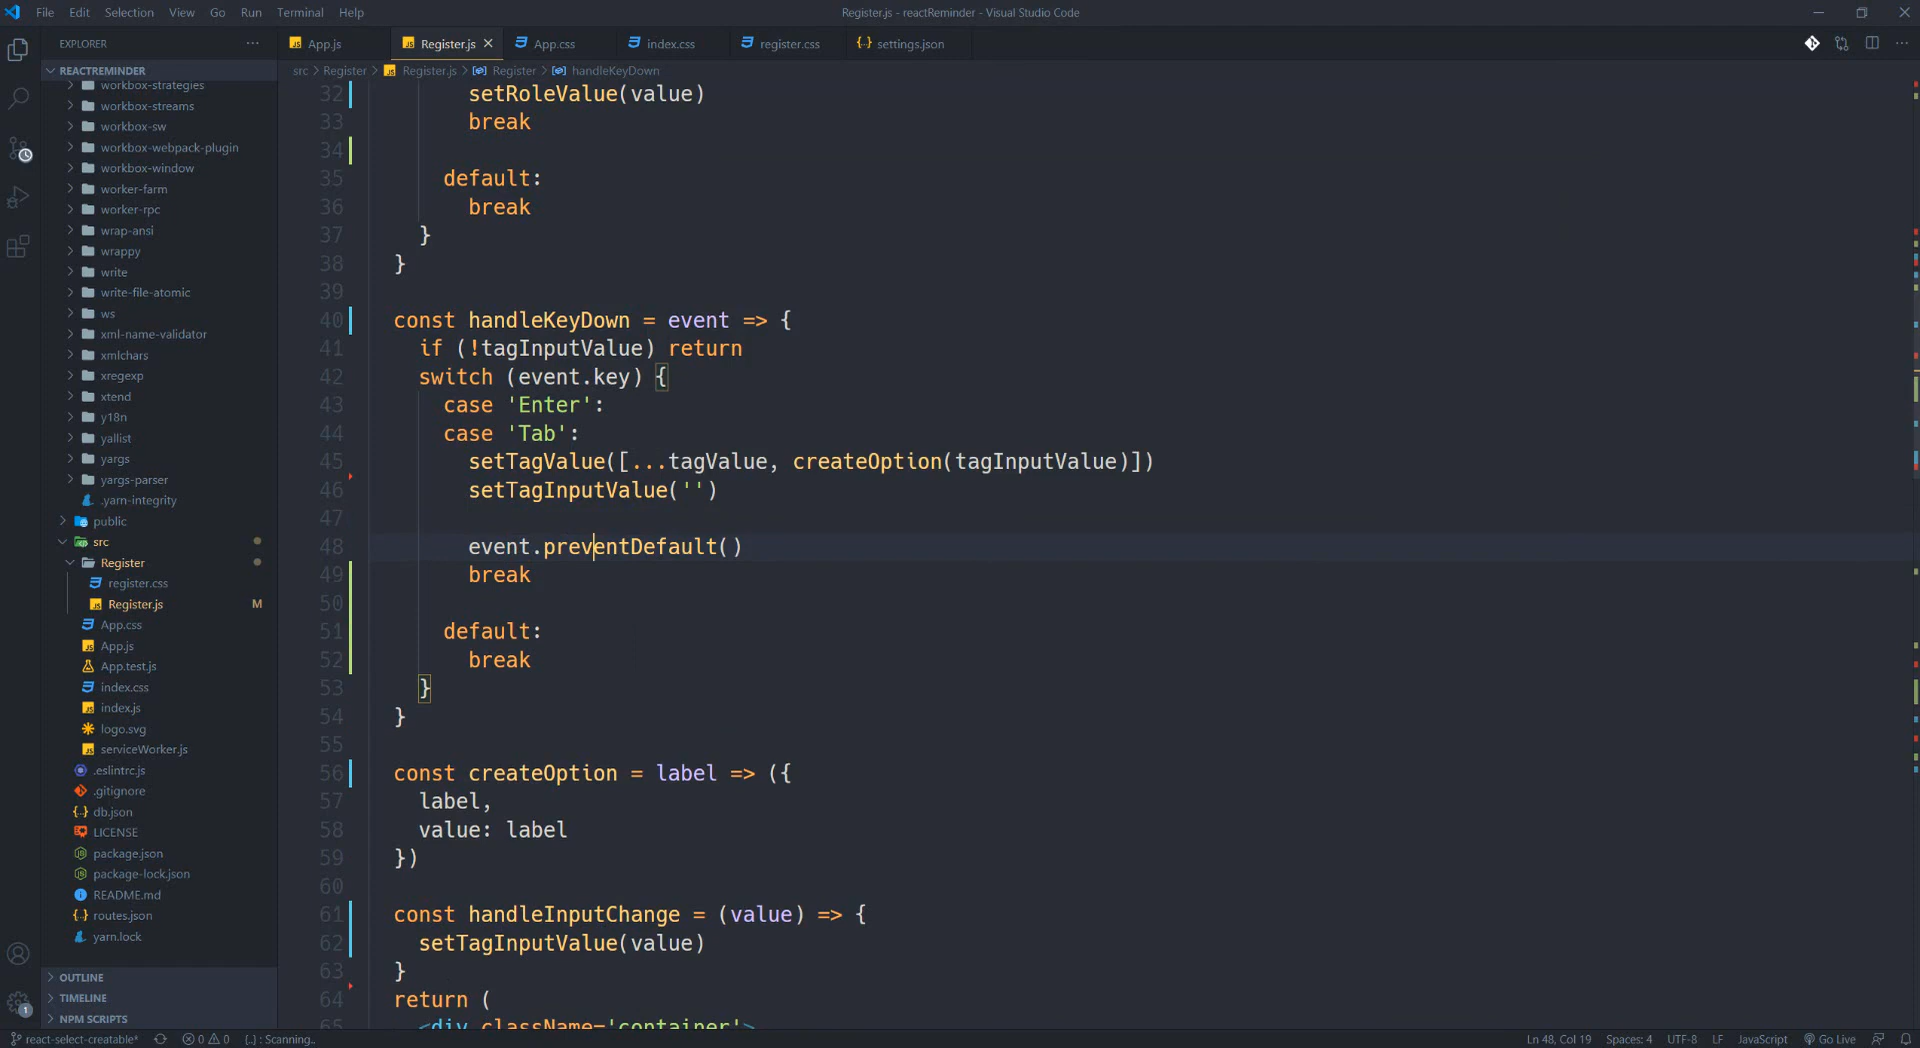 File Edit Selection View Go Run Terminal Help
Register.js - reactReminder - Visual Studio Code
EXPLORER
App.js
Register.js
App.css
index.css
register.css
settings.json
REACTREMINDER
src > Register > Register.js > Register > handleKeyDown
workbox-strategies
workbox-streams
workbox-sw
workbox-webpack-plugin
workbox-window
worker-farm
worker-rpc
wrap-ansi
wrappy
write
write-file-atomic
ws
xml-name-validator
xmlchars
xregexp
xtend
y18n
yallist
yargs
yargs-parser
.yarn-integrity
public
src
Register
register.css
Register.js M
App.css
App.js
App.test.js
index.css
index.js
logo.svg
serviceWorker.js
.eslintrc.js
.gitignore
db.json
LICENSE
package.json
package-lock.json
README.md
routes.json
yarn.lock
OUTLINE
TIMELINE
NPM SCRIPTS
32 setRoleValue(value)
33 break
34
35 default:
36 break
37 }
38 }
39
40 const handleKeyDown = event => {
41 if (!tagInputValue) return
42 switch (event.key) {
43 case 'Enter':
44 case 'Tab':
45 setTagValue([...tagValue, createOption(tagInputValue)])
46 setTagInputValue('')
47
48 event.preventDefault()
49 break
50
51 default:
52 break
53 }
54 }
55
56 const createOption = label => ({
57 label,
58 value: label
59 })
60
61 const handleInputChange = (value) => {
62 setTagInputValue(value)
63 }
64 return (
65 <div className='container'>
1
react-select-creatable* 0 0 {..} : Scanning..
Ln 48, Col 19 Spaces: 4 UTF-8 LF JavaScript Go Live